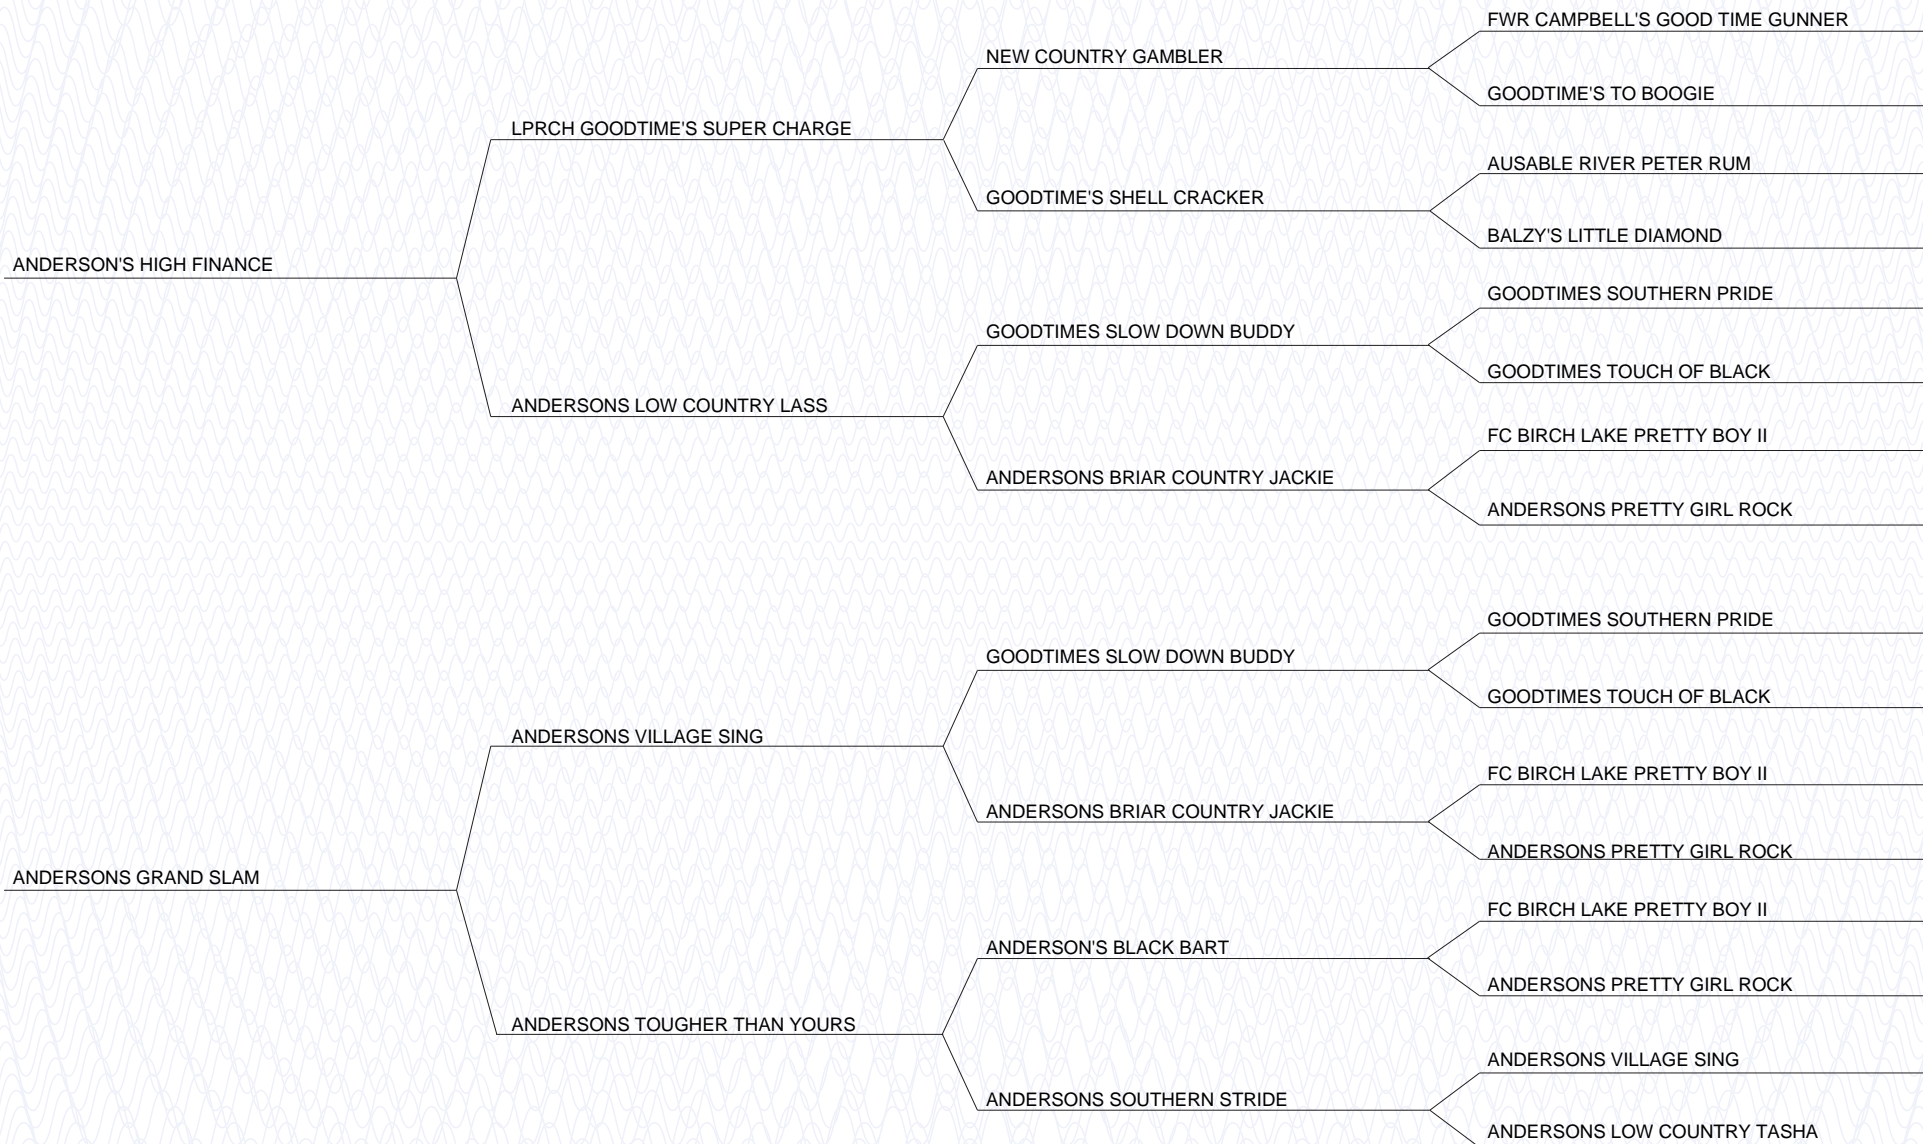 FWR CAMPBELL'S GOOD TIME GUNNER
NEW COUNTRY GAMBLER
GOODTIME'S TO BOOGIE
LPRCH GOODTIME'S SUPER CHARGE
AUSABLE RIVER PETER RUM
GOODTIME'S SHELL CRACKER
BALZY'S LITTLE DIAMOND
ANDERSON'S HIGH FINANCE
GOODTIMES SOUTHERN PRIDE
GOODTIMES SLOW DOWN BUDDY
GOODTIMES TOUCH OF BLACK
ANDERSONS LOW COUNTRY LASS
FC BIRCH LAKE PRETTY BOY II
ANDERSONS BRIAR COUNTRY JACKIE
ANDERSONS PRETTY GIRL ROCK
GOODTIMES SOUTHERN PRIDE
GOODTIMES SLOW DOWN BUDDY
GOODTIMES TOUCH OF BLACK
ANDERSONS VILLAGE SING
FC BIRCH LAKE PRETTY BOY II
ANDERSONS BRIAR COUNTRY JACKIE
ANDERSONS PRETTY GIRL ROCK
ANDERSONS GRAND SLAM
FC BIRCH LAKE PRETTY BOY II
ANDERSON'S BLACK BART
ANDERSONS PRETTY GIRL ROCK
ANDERSONS TOUGHER THAN YOURS
ANDERSONS VILLAGE SING
ANDERSONS SOUTHERN STRIDE
ANDERSONS LOW COUNTRY TASHA